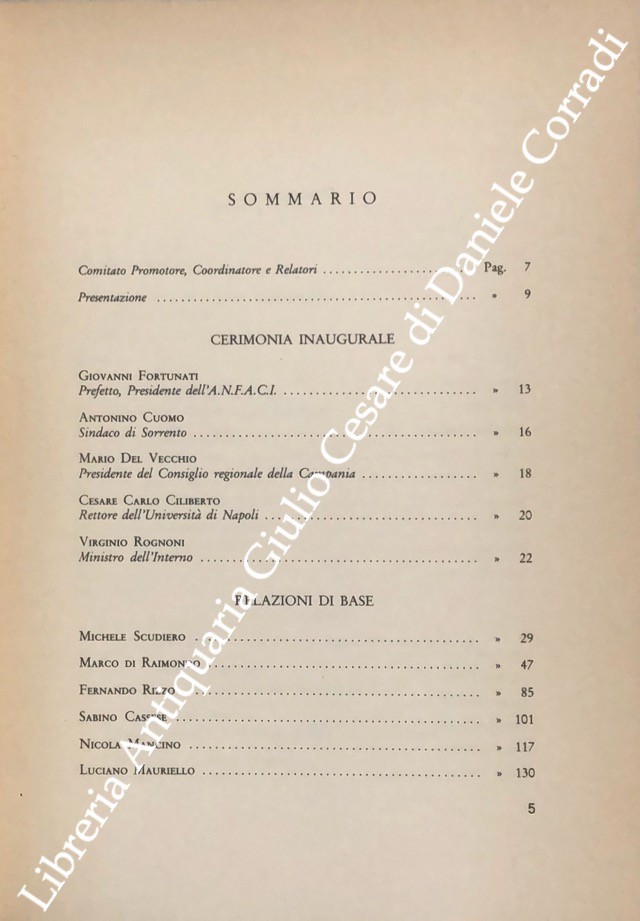 SOMMARIO
Comitato Promotore, Coordinatore e Relatori ........................ Pag. 7
Presentazione .................................................... » 9
CERIMONIA INAUGURALE
GIOVANNI FORTUNATI
Prefetto, Presidente dell'A.N.F.A.C.I. ............................... » 13
ANTONINO CUOMO
Sindaco di Sorrento .............................................. » 16
MARIO DEL VECCHIO
Presidente del Consiglio regionale della Campania .................. » 18
CESARE CARLO CILIBERTO
Rettore dell'Università di Napoli .................................. » 20
VIRGINIO ROGNONI
Ministro dell'Interno ............................................. » 22
RELAZIONI DI BASE
MICHELE SCUDIERO .............................................. » 29
MARCO DI RAIMONDO ............................................ » 47
FERNANDO RIZZO ................................................ » 85
SABINO CASSESE ................................................. » 101
NICOLA MANCINO ................................................ » 117
LUCIANO MAURIELLO ............................................. » 130
5
Libreria Antiquaria Giulio Cesare di Daniele Corradi